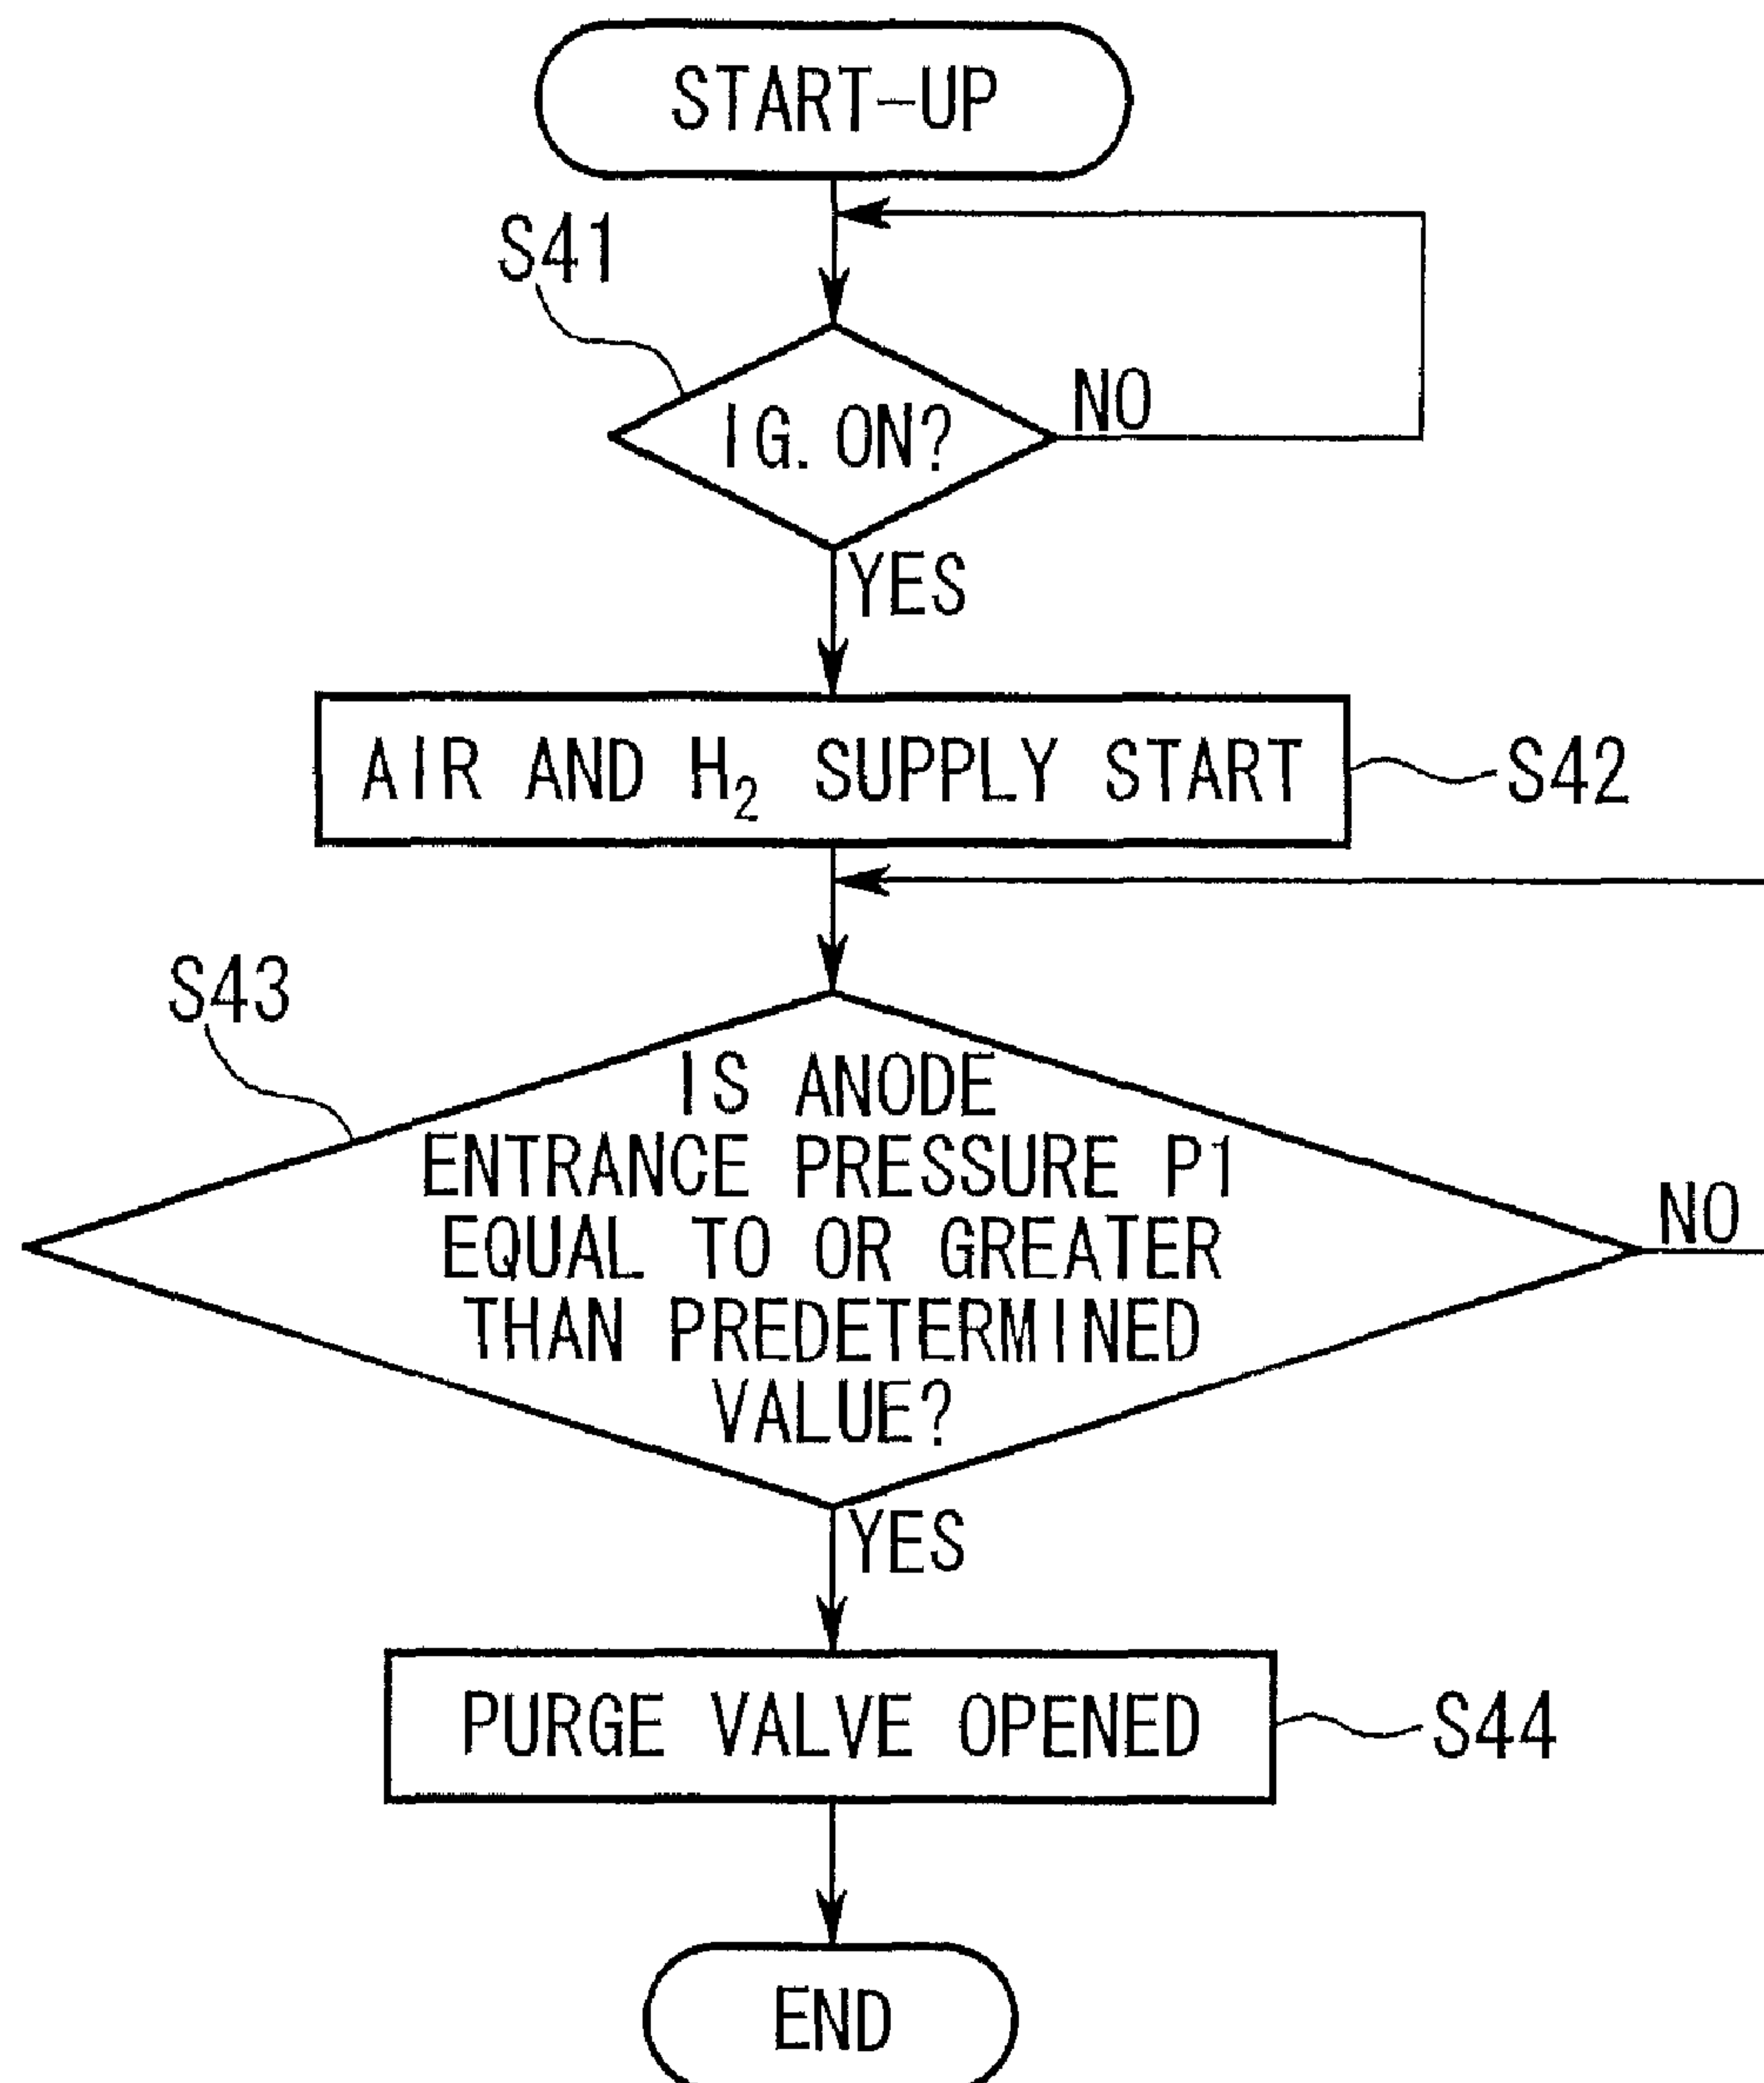 START-UP
S41
IG. ON?
NO
YES
AIR AND H₂ SUPPLY START
S42
S43
IS ANODE
ENTRANCE PRESSURE P1
EQUAL TO OR GREATER
THAN PREDETERMINED
VALUE?
NO
YES
PURGE VALVE OPENED
S44
END